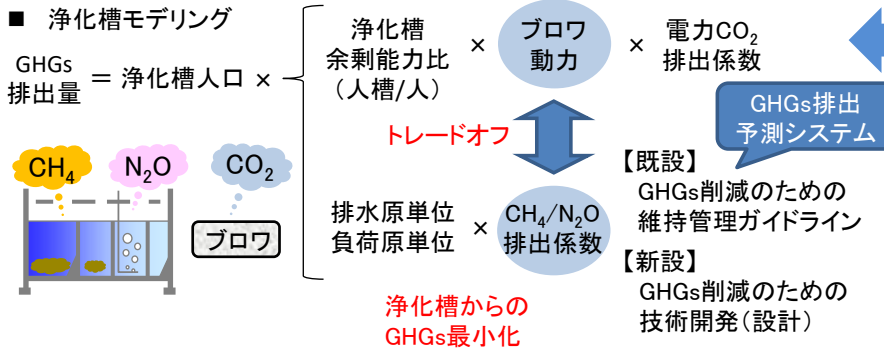 ■ 浄化槽モデリング
GHGs
排出量
＝ 浄化槽人口 ×
浄化槽
余剰能力比
（人槽/人）
×
ブロワ
動力
×
電力CO₂
排出係数
トレードオフ
GHGs排出
予測システム
CH₄
N₂O
CO₂
ブロワ
排水原単位
負荷原単位
×
CH₄/N₂O
排出係数
【既設】
GHGs削減のための
維持管理ガイドライン
【新設】
GHGs削減のための
技術開発（設計）
浄化槽からの
GHGs最小化